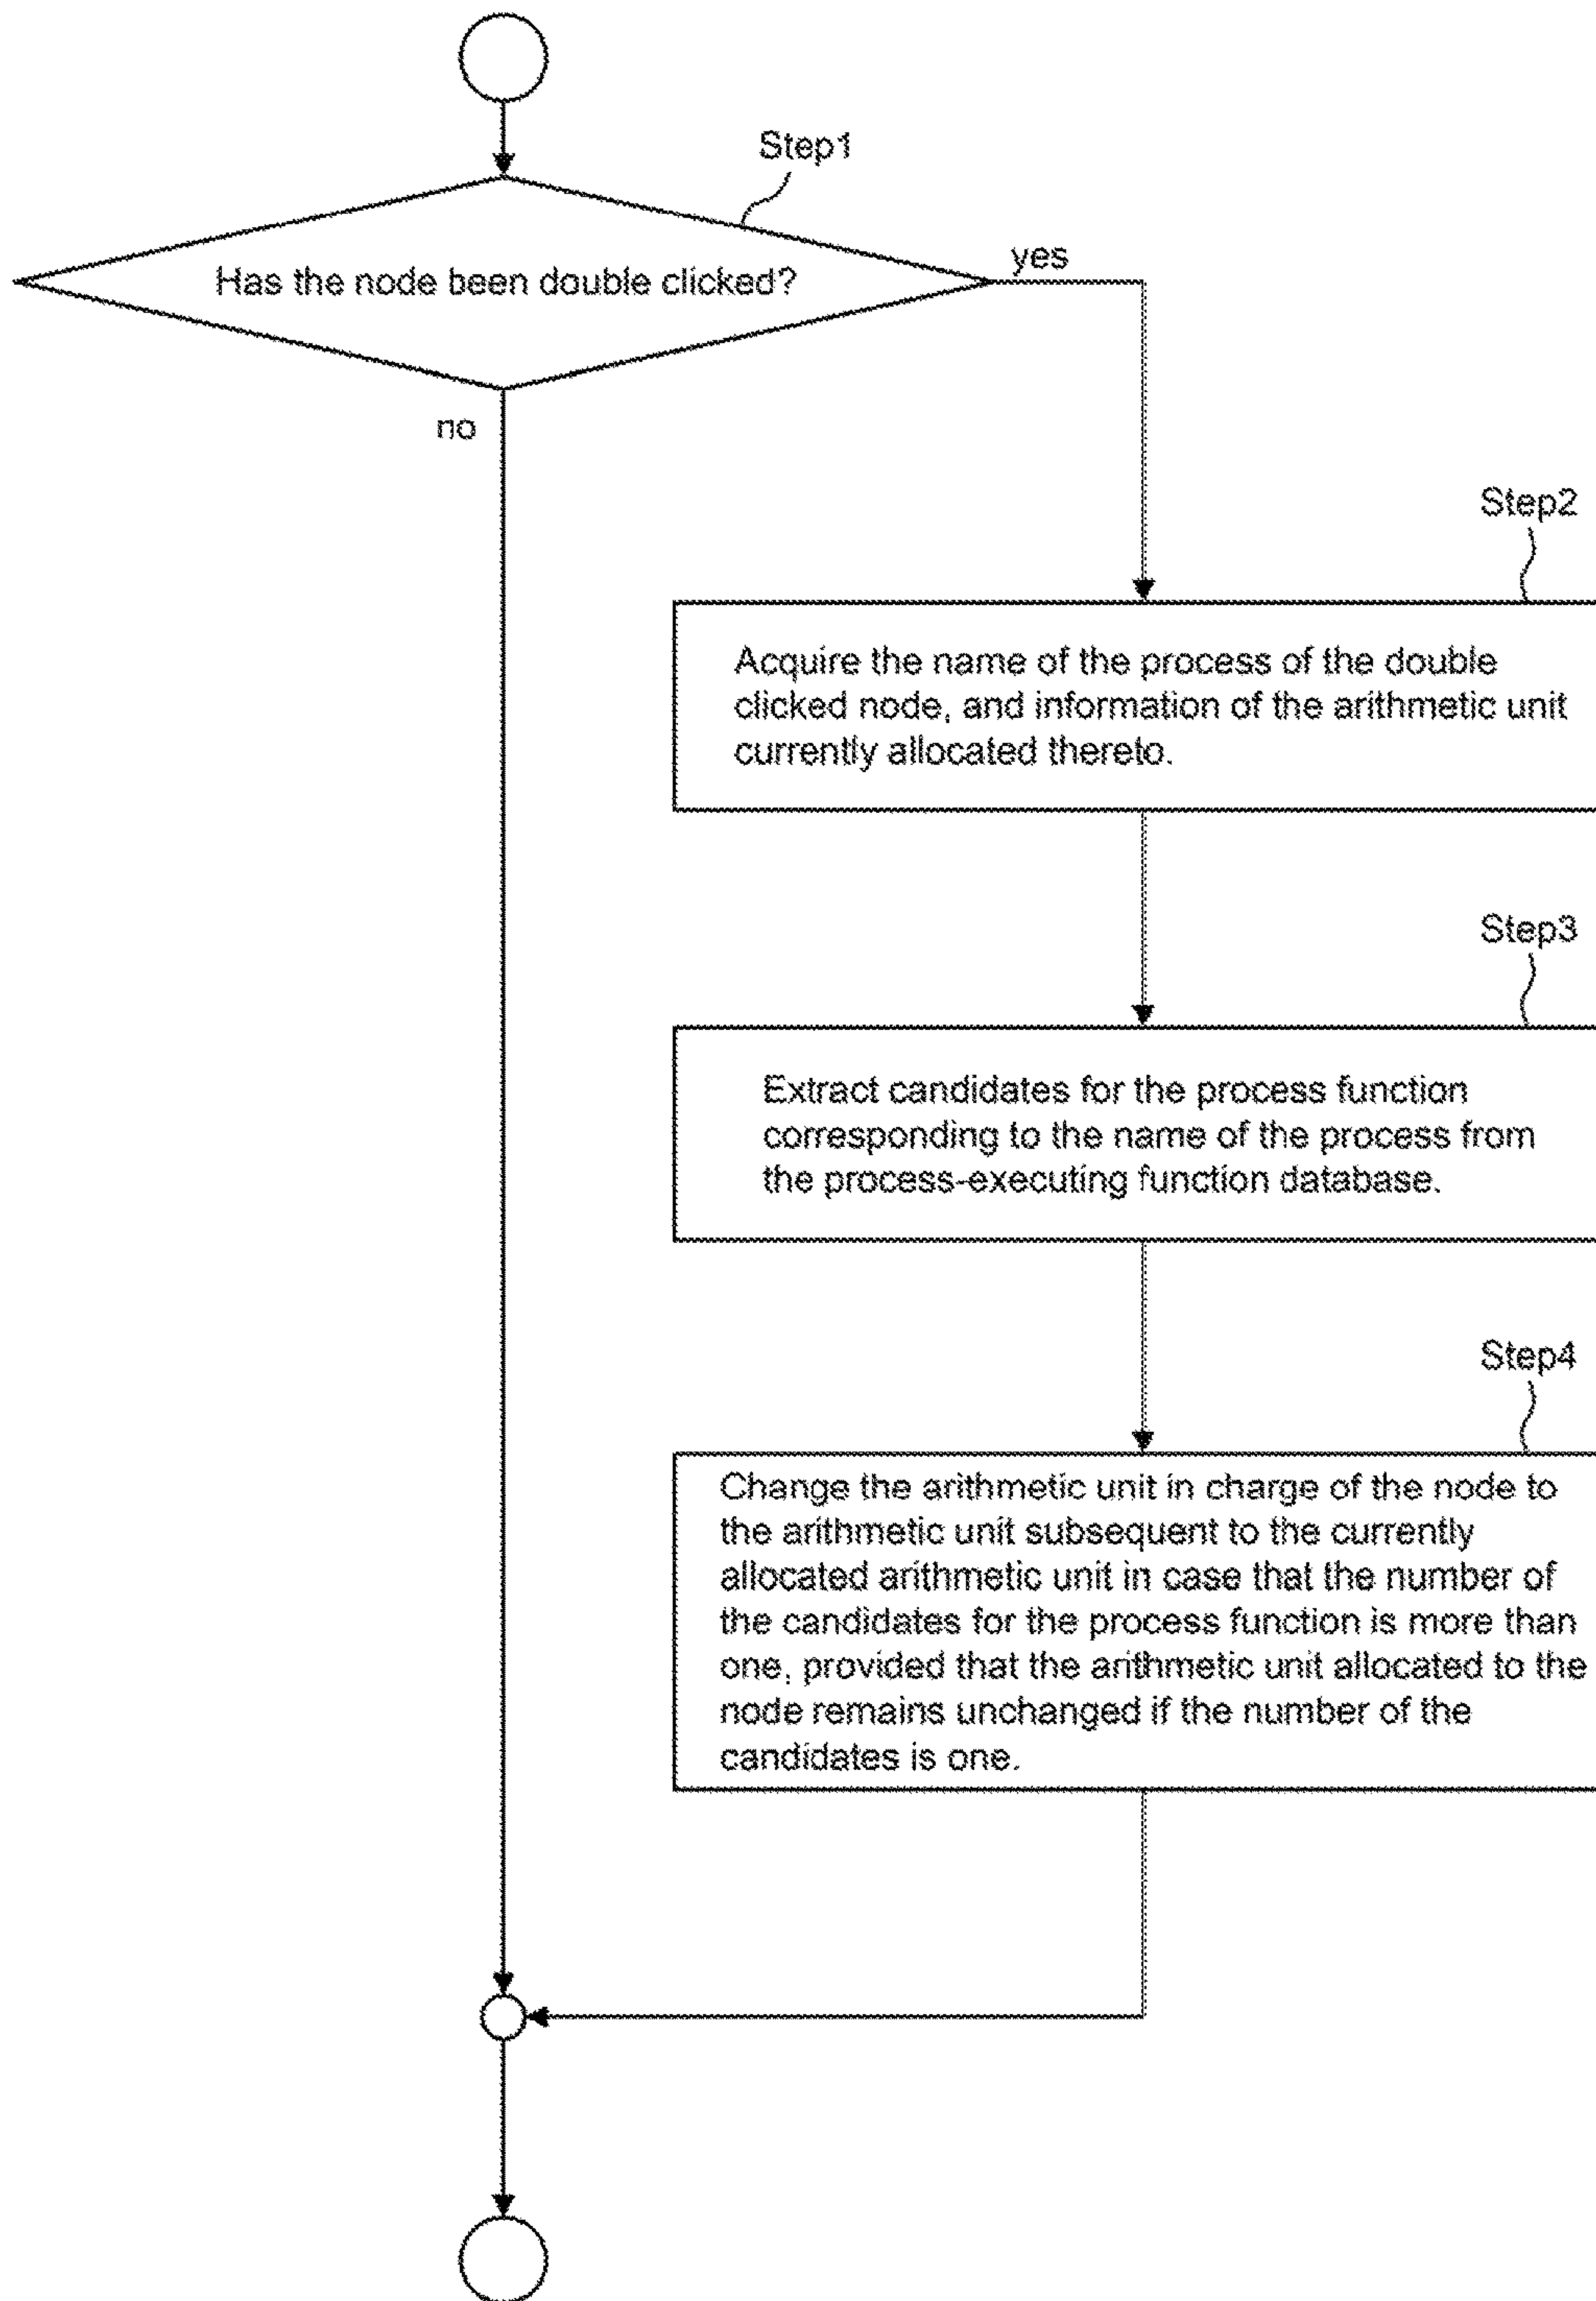 Step1
Has the node been double clicked?
yes
no
Step2
Acquire the name of the process of the double
clicked node, and information of the arithmetic unit
currently allocated thereto.
Step3
Extract candidates for the process function
corresponding to the name of the process from
the process-executing function database.
Step4
Change the arithmetic unit in charge of the node to
the arithmetic unit subsequent to the currently
allocated arithmetic unit in case that the number of
the candidates for the process function is more than
one, provided that the arithmetic unit allocated to the
node remains unchanged if the number of the
candidates is one.